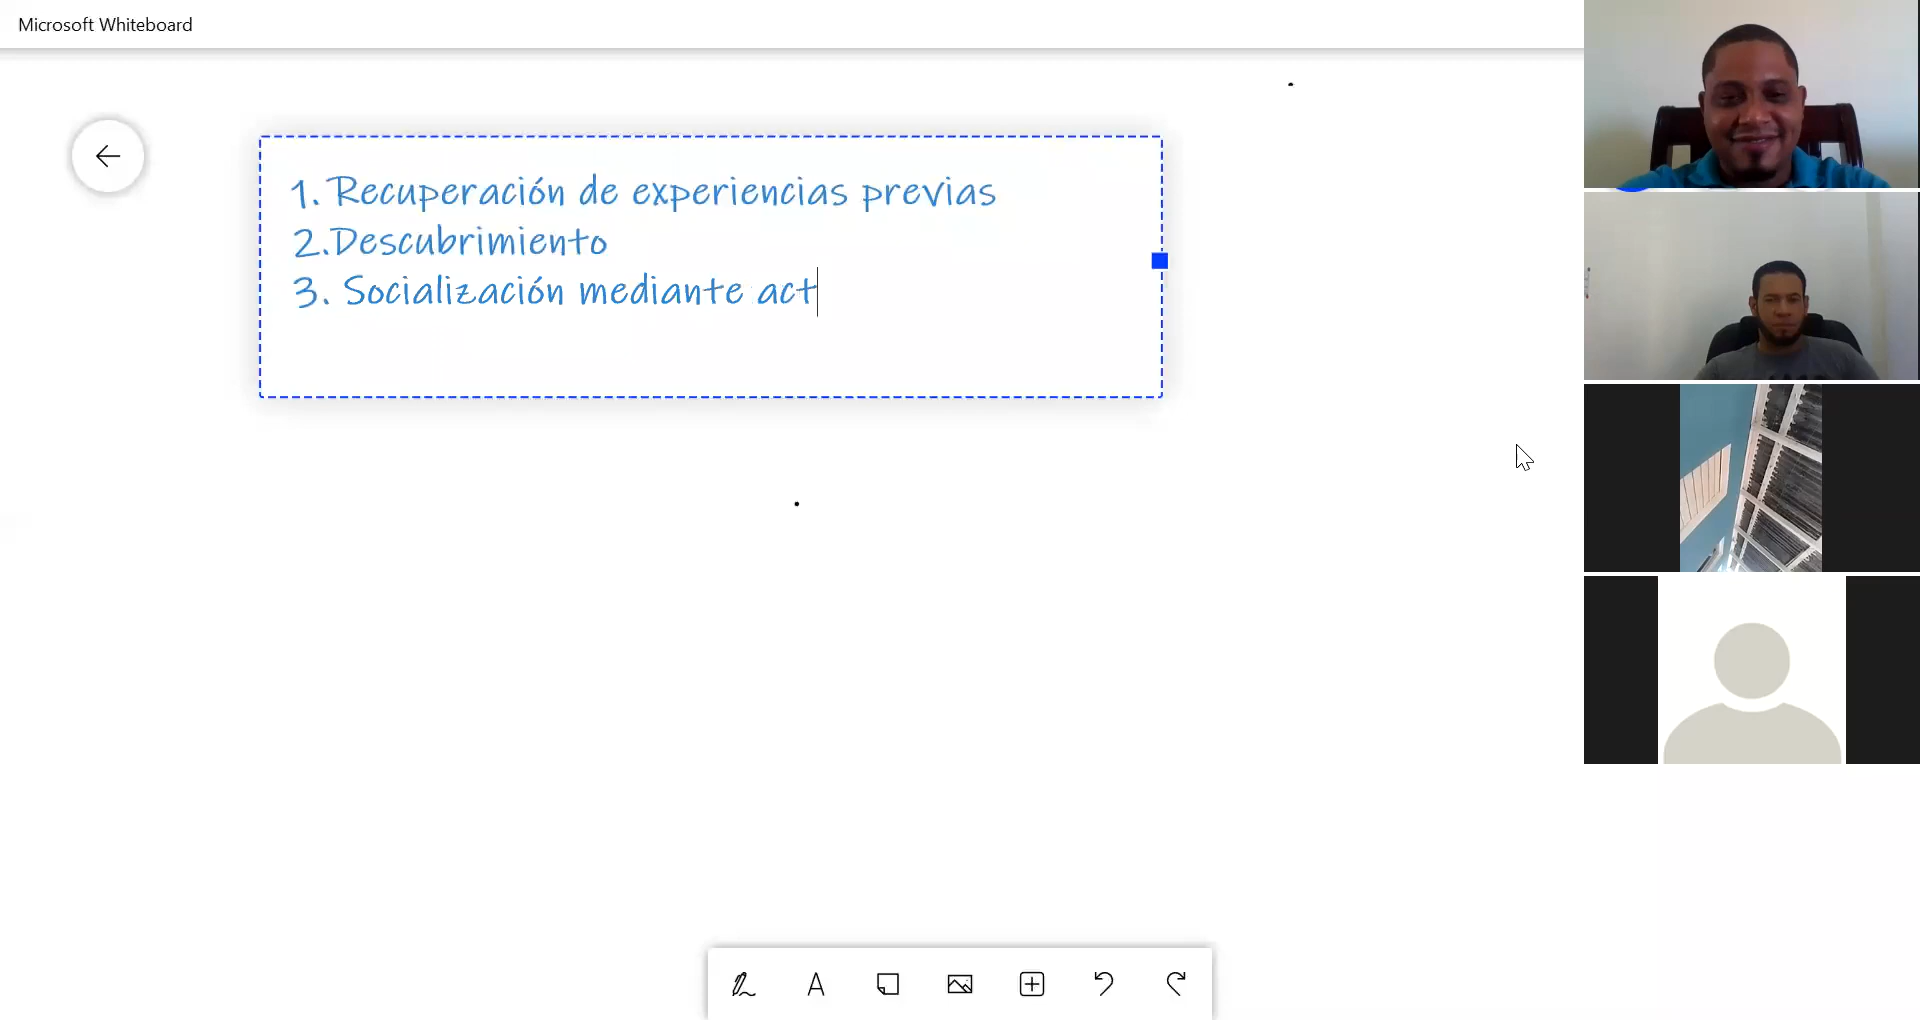 Microsoft Whiteboard
1. Recuperación de experiencias previas
2.Descubrimiento
3. Socialización mediante act